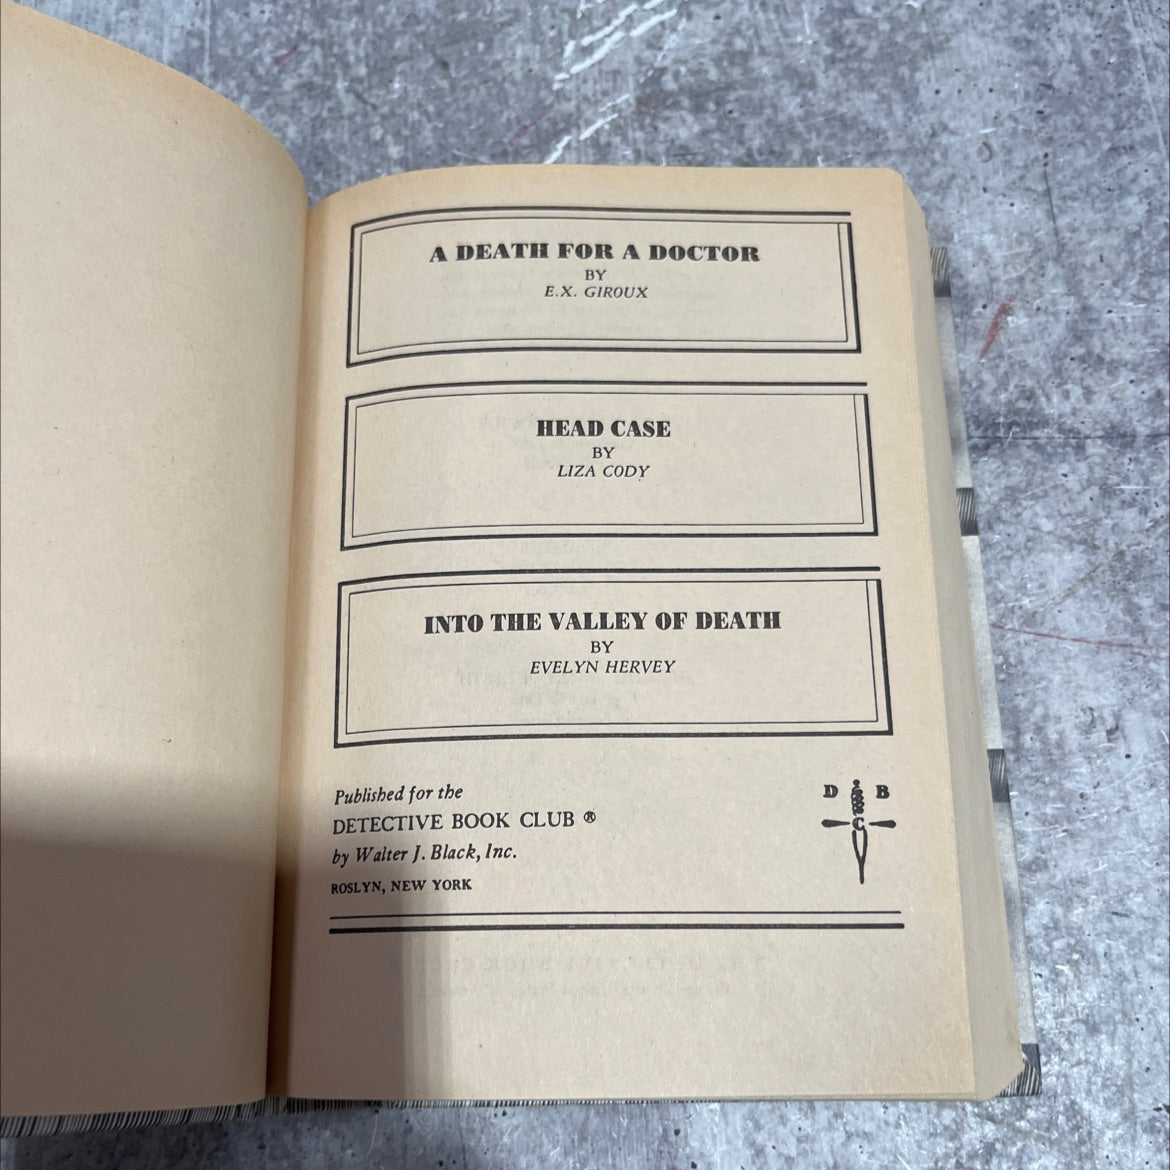 A DEATH FOR A DOCTOR
BY
E.X. GIROUX
HEAD CASE
BY
LIZA CODY
INTO THE VALLEY OF DEATH
BY
EVELYN HERVEY
Published for the
DETECTIVE BOOK CLUB ®
by Walter J. Black, Inc.
ROSLYN, NEW YORK
D B
C